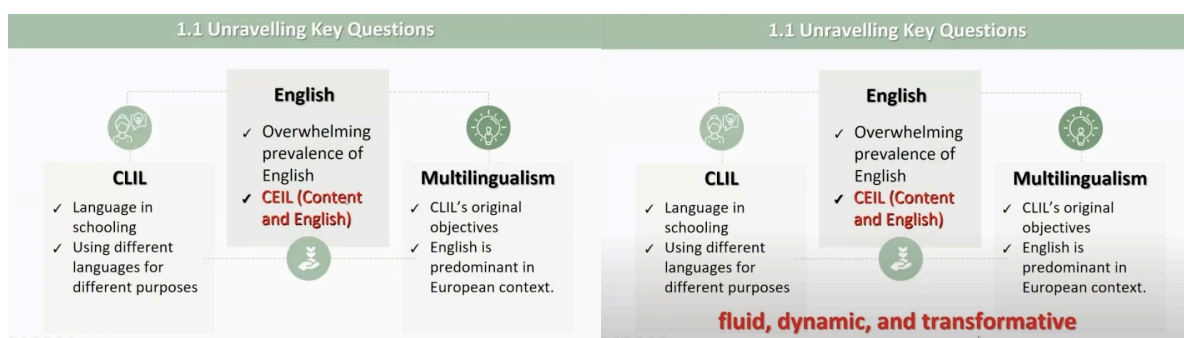 1.1 Unravelling Key Questions
English
✓ Overwhelming
prevalence of
English
✓ CEIL (Content
and English)
CLIL
✓ Language in
schooling
✓ Using different
languages for
different purposes
Multilingualism
✓ CLIL's original
objectives
✓ English is
predominant in
European context.
1.1 Unravelling Key Questions
English
✓ Overwhelming
prevalence of
English
✓ CEIL (Content
and English)
CLIL
✓ Language in
schooling
✓ Using different
languages for
different purposes
Multilingualism
✓ CLIL's original
objectives
✓ English is
predominant in
European context.
fluid, dynamic, and transformative